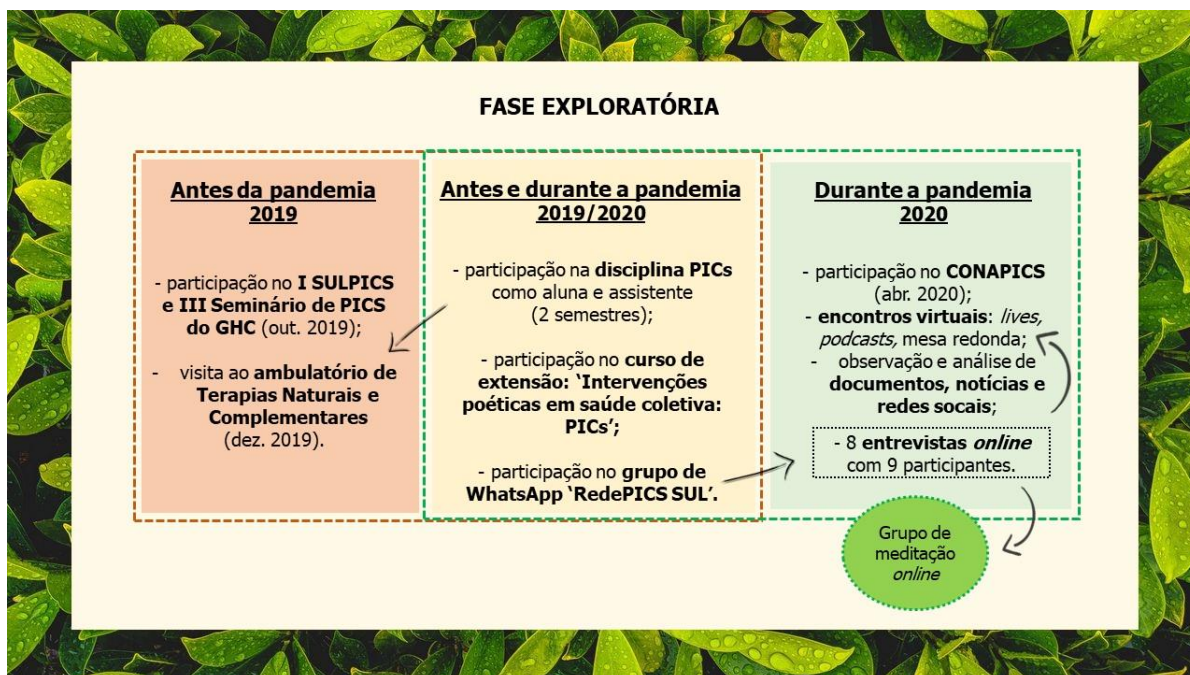 FASE EXPLORATÓRIA
Antes da pandemia
2019
- participação no I SULPICS
e III Seminário de PICS
do GHC (out. 2019);
- visita ao ambulatório de
Terapias Naturais e
Complementares
(dez. 2019).
Antes e durante a pandemia
2019/2020
- participação na disciplina PICs
como aluna e assistente
(2 semestres);
- participação no curso de
extensão: ‘Intervenções
poéticas em saúde coletiva:
PICs’;
- participação no grupo de
WhatsApp ‘RedePICS SUL’.
Durante a pandemia
2020
- participação no CONAPICS
(abr. 2020);
- encontros virtuais: lives,
podcasts, mesa redonda;
- observação e análise de
documentos, notícias e
redes socais;
- 8 entrevistas online
com 9 participantes.
Grupo de
meditação
online